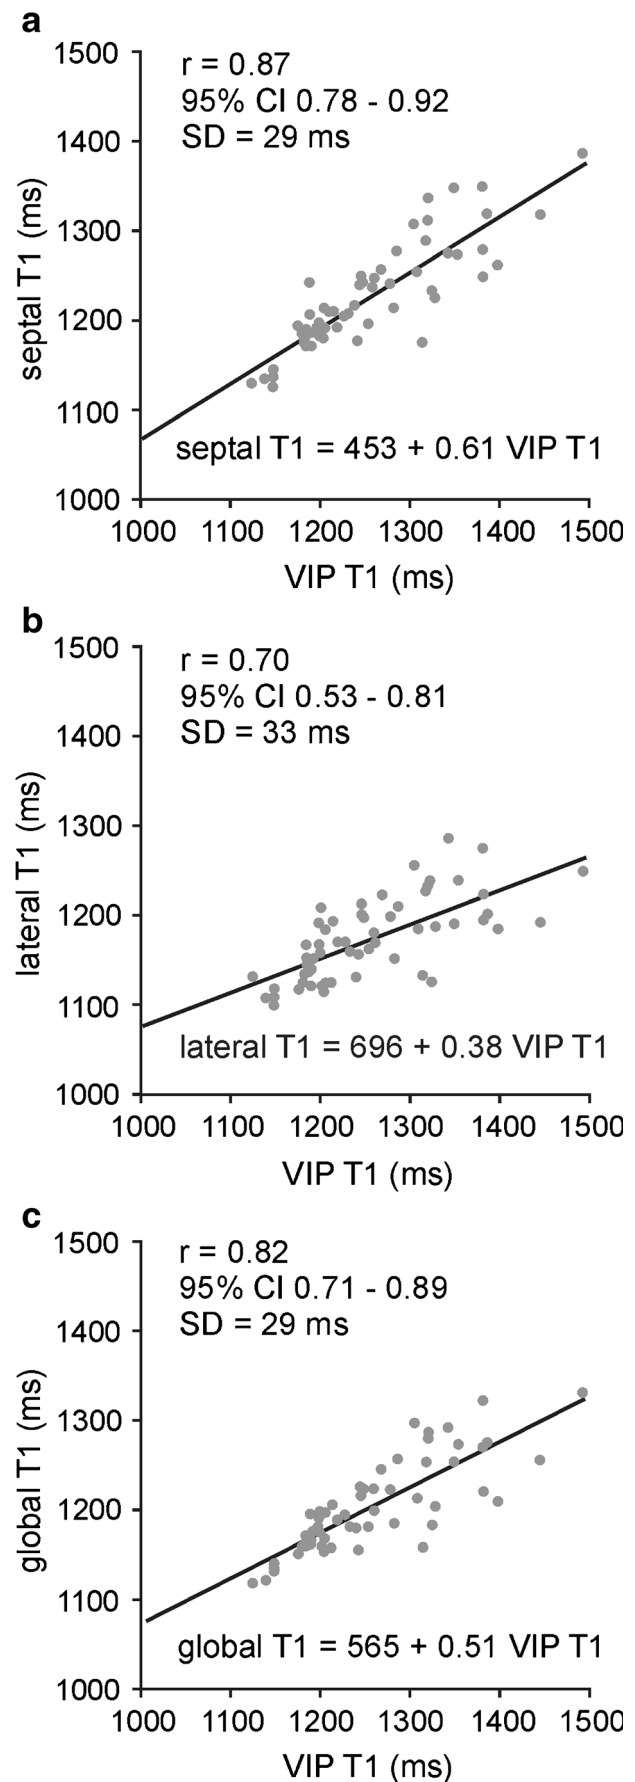 a
1500
r = 0.87
95% CI 0.78 - 0.92
SD = 29 ms
1400
1300
1200
1100
1000
septal T1 (ms)
septal T1 = 453 + 0.61 VIP T1
1000 1100 1200 1300 1400 1500
VIP T1 (ms)
b
1500
r = 0.70
95% CI 0.53 - 0.81
SD = 33 ms
1400
1300
1200
1100
1000
lateral T1 (ms)
lateral T1 = 696 + 0.38 VIP T1
1000 1100 1200 1300 1400 1500
VIP T1 (ms)
c
1500
r = 0.82
95% CI 0.71 - 0.89
SD = 29 ms
1400
1300
1200
1100
1000
global T1 (ms)
global T1 = 565 + 0.51 VIP T1
1000 1100 1200 1300 1400 1500
VIP T1 (ms)